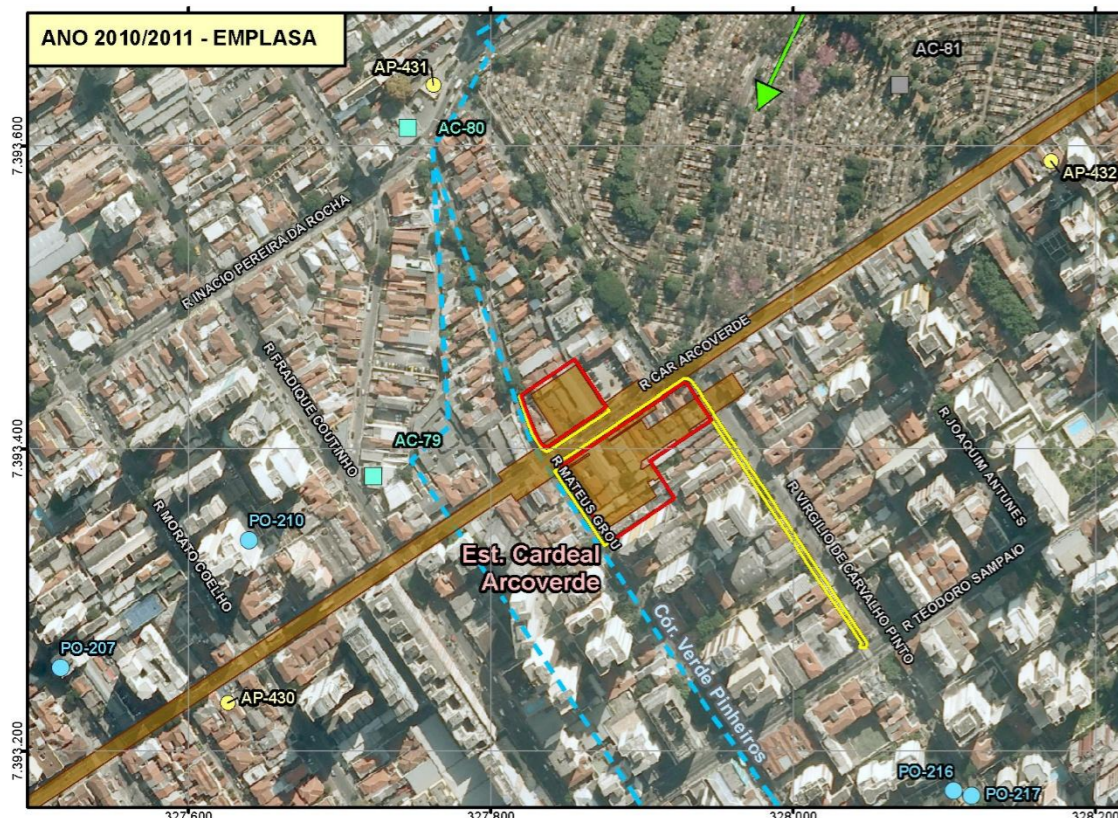 ANO 2010/2011 - EMPLASA
AP-431
AC-81
AC-80
7.393.600
AP-432
R INACIO PEREIRA DA ROCHA
R FRADIQUE COUTINHO
R CAR ARCOVERDE
AC-79
7.393.400
R MATEUS GROU
R JOAQUIM ANTUNES
R VIRGILIO DE CARVALHO PINTO
R MORATO COELHO
PO-210
Est. Cardeal
Arcoverde
R TEODORO SAMPAIO
Cór. Verde Pinheiros
PO-207
AP-430
7.393.200
PO-216
PO-217
327.600
327.800
328.000
328.200